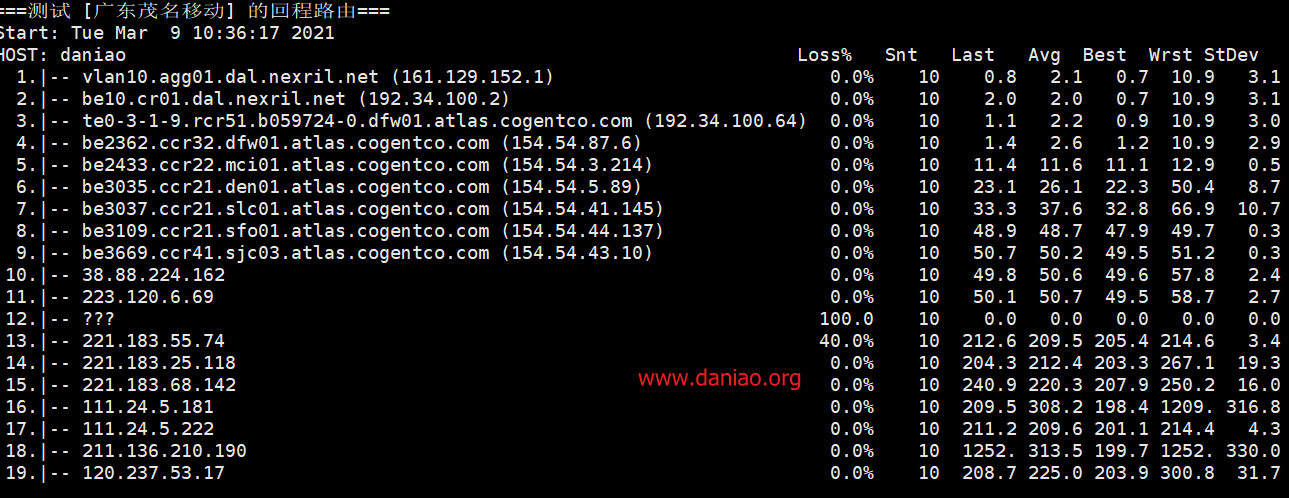 ===测试 [广东茂名移动] 的回程路由===
Start: Tue Mar  9 10:36:17 2021
HOST: daniao Loss% Snt Last Avg Best Wrst StDev
1.|-- vlan10.agg01.dal.nexril.net (161.129.152.1) 0.0% 10 0.8 2.1 0.7 10.9 3.1
2.|-- be10.cr01.dal.nexril.net (192.34.100.2) 0.0% 10 2.0 2.0 0.7 10.9 3.1
3.|-- te0-3-1-9.rcr51.b059724-0.dfw01.atlas.cogentco.com (192.34.100.64) 0.0% 10 1.1 2.2 0.9 10.9 3.0
4.|-- be2362.ccr32.dfw01.atlas.cogentco.com (154.54.87.6) 0.0% 10 1.4 2.6 1.2 10.9 2.9
5.|-- be2433.ccr22.mci01.atlas.cogentco.com (154.54.3.214) 0.0% 10 11.4 11.6 11.1 12.9 0.5
6.|-- be3035.ccr21.den01.atlas.cogentco.com (154.54.5.89) 0.0% 10 23.1 26.1 22.3 50.4 8.7
7.|-- be3037.ccr21.slc01.atlas.cogentco.com (154.54.41.145) 0.0% 10 33.3 37.6 32.8 66.9 10.7
8.|-- be3109.ccr21.sfo01.atlas.cogentco.com (154.54.44.137) 0.0% 10 48.9 48.7 47.9 49.7 0.3
9.|-- be3669.ccr41.sjc03.atlas.cogentco.com (154.54.43.10) 0.0% 10 50.7 50.2 49.5 51.2 0.3
10.|-- 38.88.224.162 0.0% 10 49.8 50.6 49.6 57.8 2.4
11.|-- 223.120.6.69 0.0% 10 50.1 50.7 49.5 58.7 2.7
12.|-- ??? 100.0 10 0.0 0.0 0.0 0.0 0.0
13.|-- 221.183.55.74 40.0% 10 212.6 209.5 205.4 214.6 3.4
14.|-- 221.183.25.118 0.0% 10 204.3 212.4 203.3 267.1 19.3
15.|-- 221.183.68.142 0.0% 10 240.9 220.3 207.9 250.2 16.0
www.daniao.org
16.|-- 111.24.5.181 0.0% 10 209.5 308.2 198.4 1209. 316.8
17.|-- 111.24.5.222 0.0% 10 211.2 209.6 201.1 214.4 4.3
18.|-- 211.136.210.190 0.0% 10 1252. 313.5 199.7 1252. 330.0
19.|-- 120.237.53.17 0.0% 10 208.7 225.0 203.9 300.8 31.7